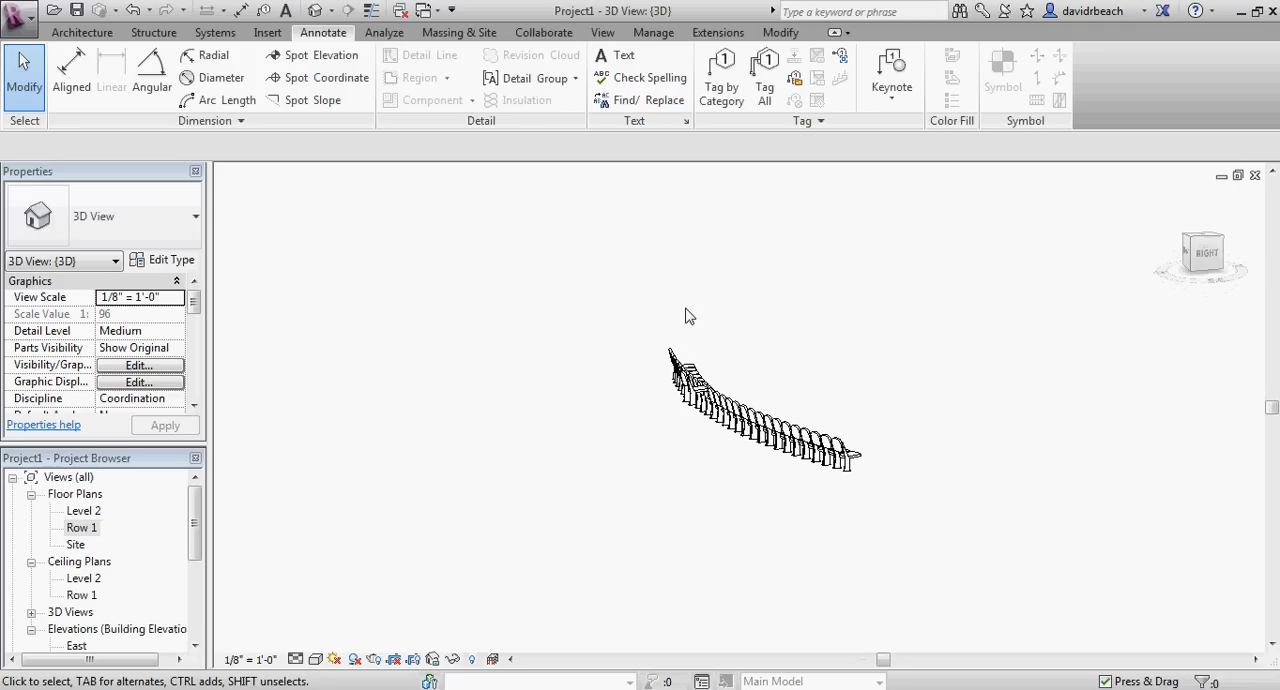 Project1 - 3D View: {3D}
Type a keyword or phrase
davidrbeach
Architecture Structure Systems Insert Annotate Analyze Massing & Site Collaborate View Manage Extensions Modify
Modify
Select
Aligned
Linear
Angular
Radial
Diameter
Arc Length
Spot Elevation
Spot Coordinate
Spot Slope
Dimension
Detail Line
Region
Component
Revision Cloud
Detail Group
Insulation
Detail
Text
Check Spelling
Find/ Replace
Text
Tag by
Category
Tag
All
Tag
Keynote
Color Fill
Symbol
Symbol
Properties
3D View
3D View: {3D}
Edit Type
Graphics
View Scale 1/8" = 1'-0"
Scale Value 1: 96
Detail Level Medium
Parts Visibility Show Original
Visibility/Grap... Edit...
Graphic Displ... Edit...
Discipline Coordination
Properties help
Apply
Project1 - Project Browser
Views (all)
Floor Plans
Level 2
Row 1
Site
Ceiling Plans
Level 2
Row 1
3D Views
Elevations (Building Elevatio
East
RIGHT
1/8" = 1'-0"
Click to select, TAB for alternates, CTRL adds, SHIFT unselects.
:0
Main Model
Press & Drag
:0